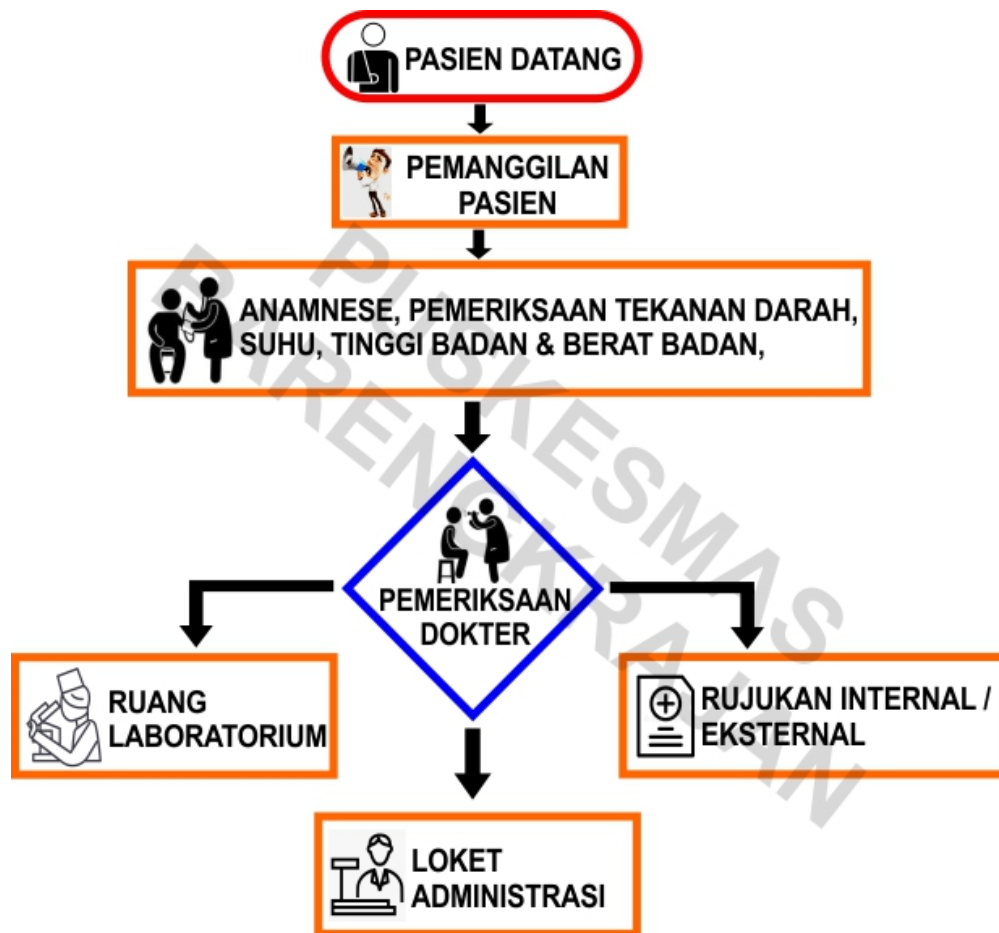 PASIEN DATANG
PEMANGGILAN
PASIEN
ANAMNESE, PEMERIKSAAN TEKANAN DARAH,
SUHU, TINGGI BADAN & BERAT BADAN,
PEMERIKSAAN
DOKTER
RUANG
LABORATORIUM
RUJUKAN INTERNAL /
EKSTERNAL
LOKET
ADMINISTRASI
PUSKESMAS
BARENGKRAJAN